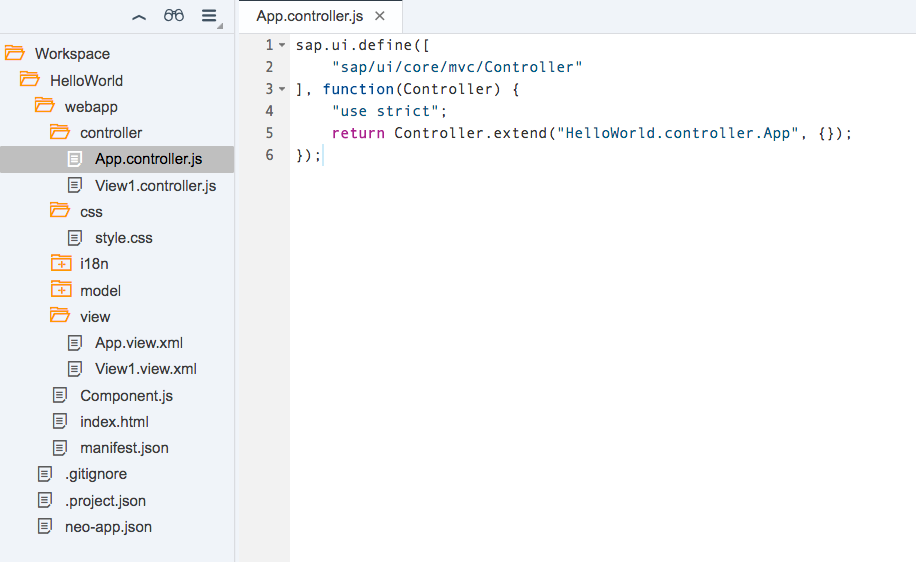 Workspace
HelloWorld
webapp
controller
App.controller.js
View1.controller.js
css
style.css
i18n
model
view
App.view.xml
View1.view.xml
Component.js
index.html
manifest.json
.gitignore
.project.json
neo-app.json
App.controller.js ×
1 sap.ui.define([
2 "sap/ui/core/mvc/Controller"
3 ], function(Controller) {
4 "use strict";
5 return Controller.extend("HelloWorld.controller.App", {});
6 });